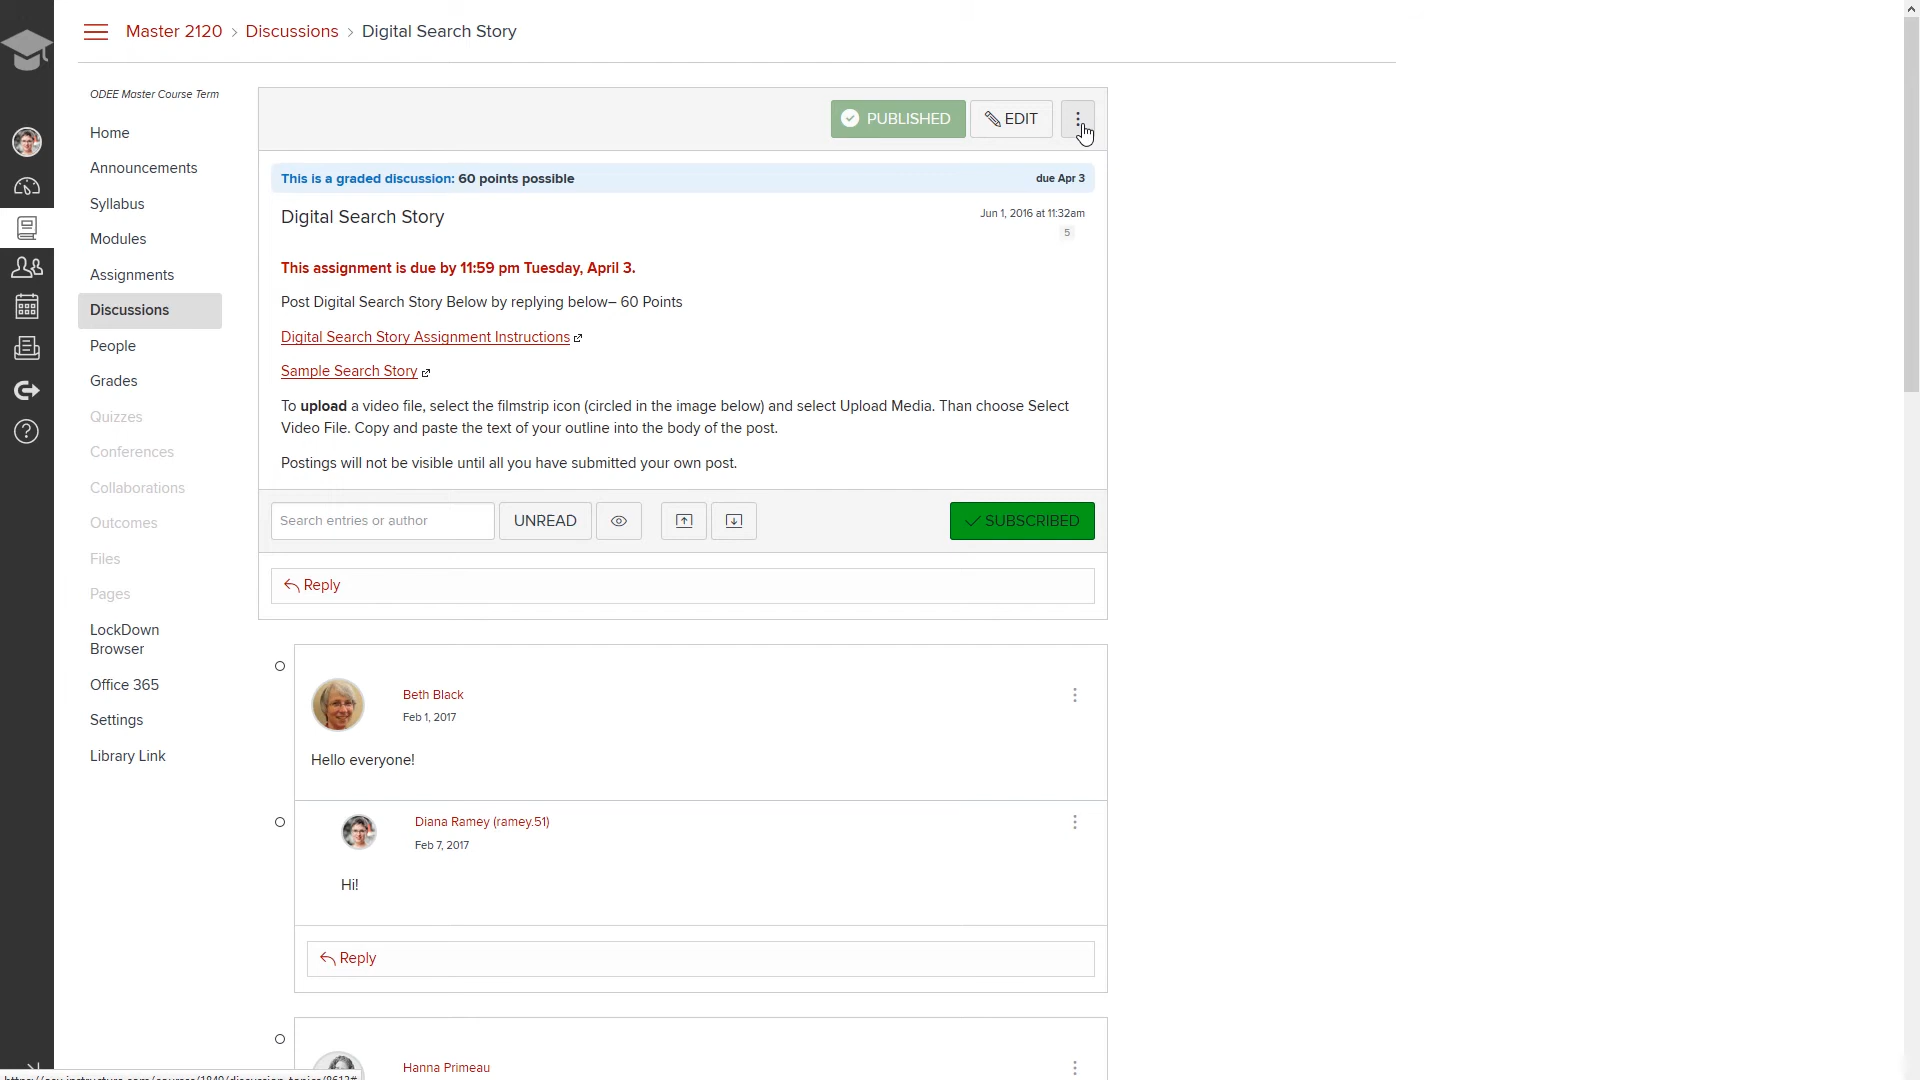 Master 2120 › Discussions › Digital Search Story
ODEE Master Course Term
Home
Announcements
Syllabus
Modules
Assignments
Discussions
People
Grades
Quizzes
Conferences
Collaborations
Outcomes
Files
Pages
LockDown
Browser
Office 365
Settings
Library Link
PUBLISHED
EDIT
This is a graded discussion: 60 points possible
due Apr 3
Digital Search Story
Jun 1, 2016 at 11:32am
5
This assignment is due by 11:59 pm Tuesday, April 3.
Post Digital Search Story Below by replying below– 60 Points
Digital Search Story Assignment Instructions
Sample Search Story
To upload a video file, select the filmstrip icon (circled in the image below) and select Upload Media. Than choose Select
Video File. Copy and paste the text of your outline into the body of the post.
Postings will not be visible until all you have submitted your own post.
Search entries or author
UNREAD
SUBSCRIBED
Reply
Beth Black
Feb 1, 2017
Hello everyone!
Diana Ramey (ramey.51)
Feb 7, 2017
Hi!
Reply
Hanna Primeau